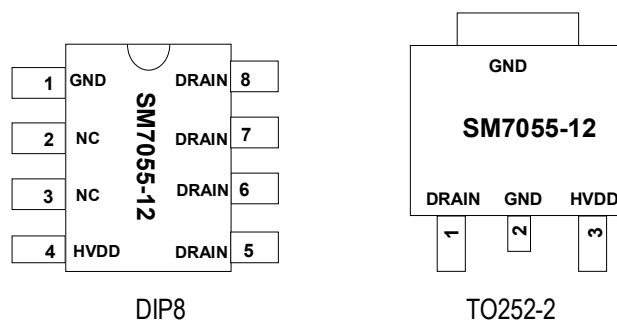 1 GND DRAIN 8
2 NC DRAIN 7
3 NC DRAIN 6
4 HVDD DRAIN 5
SM7055-12
DIP8
GND
SM7055-12
DRAIN GND HVDD
1 2 3
TO252-2